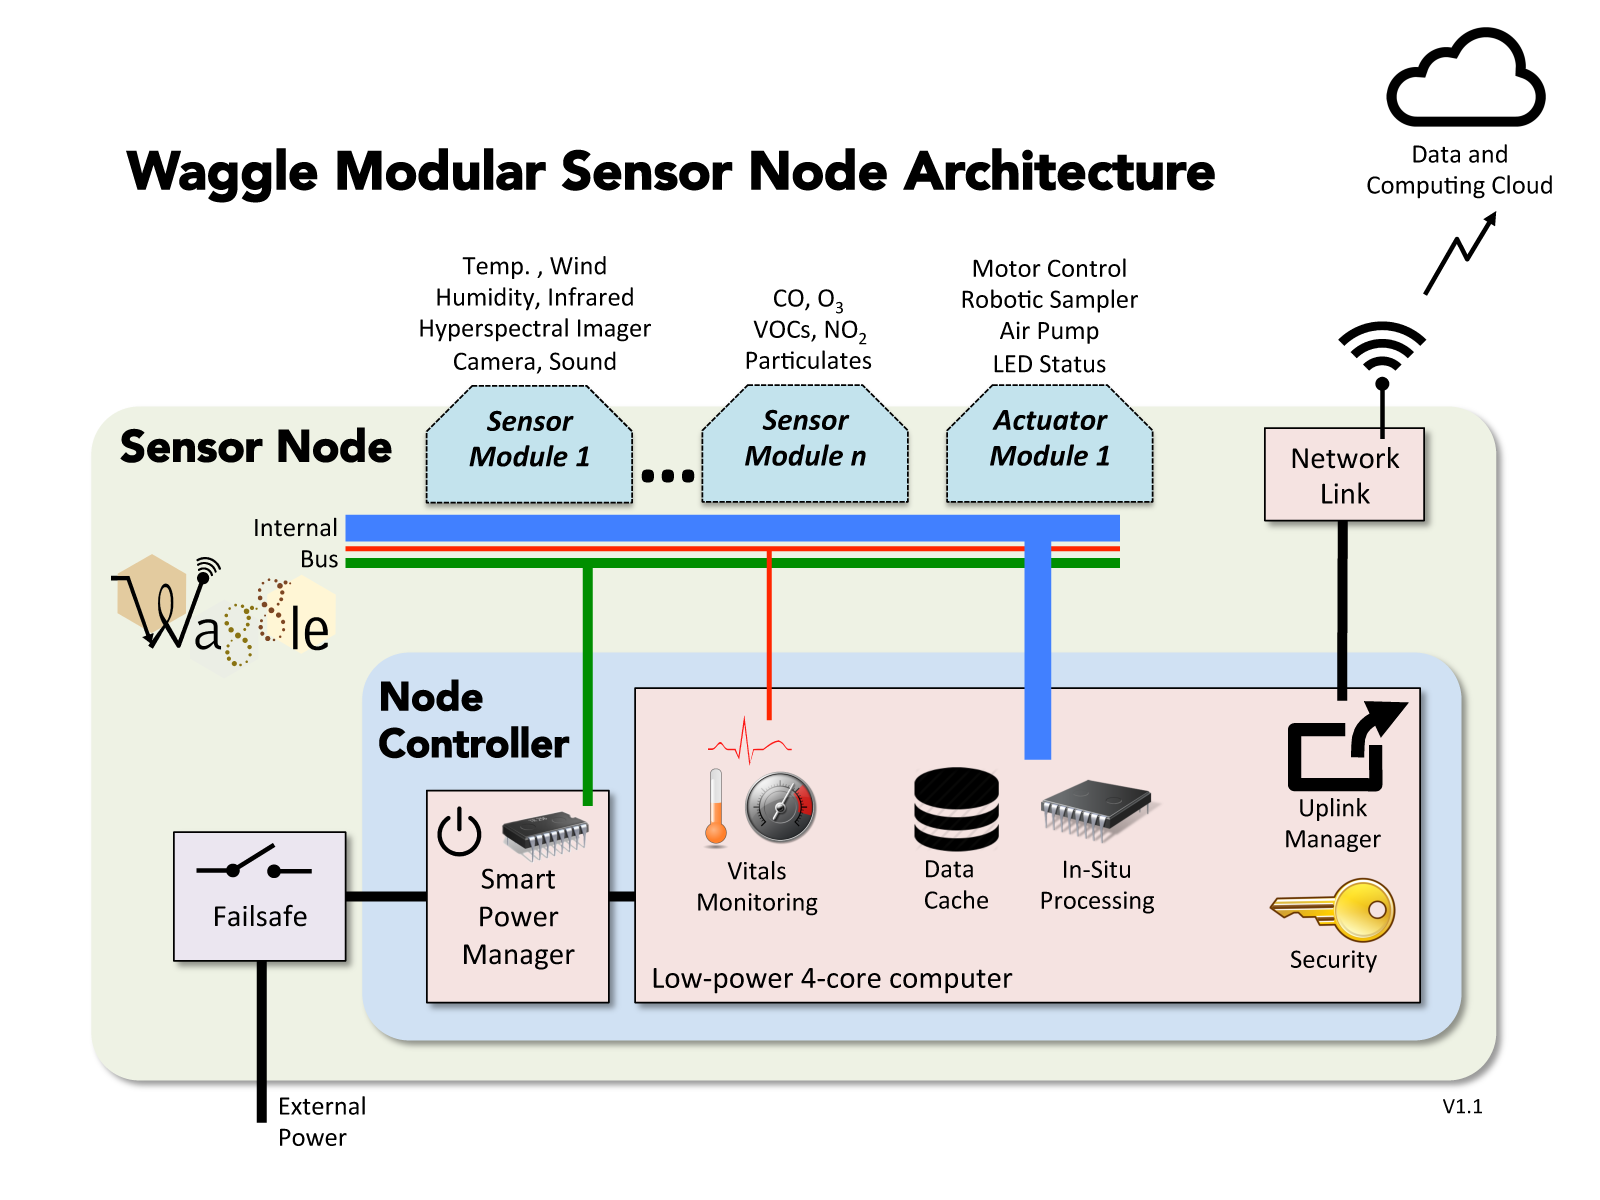 Data and
Computing Cloud
Waggle Modular Sensor Node Architecture
Temp. , Wind
Humidity, Infrared
Hyperspectral Imager
Camera, Sound
CO, O3
VOCs, NO2
Particulates
Motor Control
Robotic Sampler
Air Pump
LED Status
Sensor Node
Sensor
Module 1
...
Sensor
Module n
Actuator
Module 1
Network
Link
Internal
Bus
Waggle
Node
Controller
Smart
Power
Manager
Failsafe
Vitals
Monitoring
Data
Cache
In-Situ
Processing
Uplink
Manager
Security
Low-power 4-core computer
External
Power
V1.1